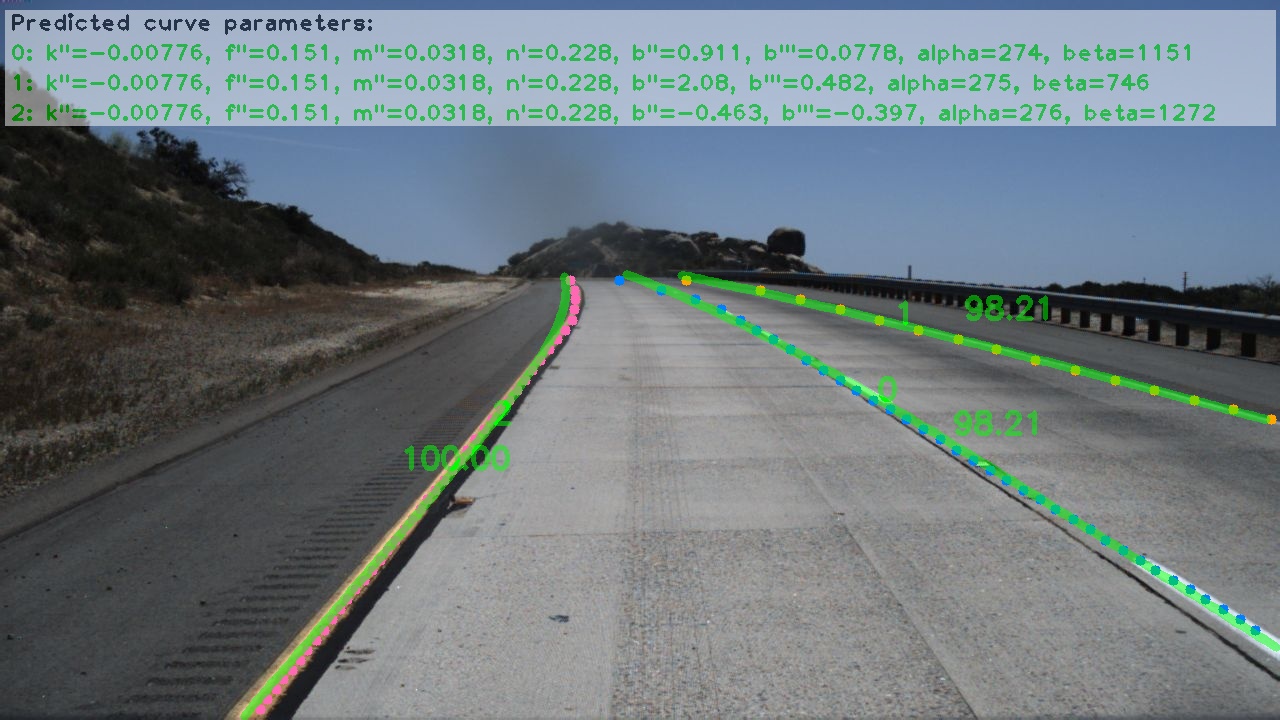 Predicted curve parameters:
0: k''=-0.00776, f''=0.151, m''=0.0318, n'=0.228, b''=0.911, b'''=0.0778, alpha=274, beta=1151
1: k''=-0.00776, f''=0.151, m''=0.0318, n'=0.228, b''=2.08, b'''=0.482, alpha=275, beta=746
2: k''=-0.00776, f''=0.151, m''=0.0318, n'=0.228, b''=-0.463, b'''=-0.397, alpha=276, beta=1272
1 98.21
0
98.21
2
100.00